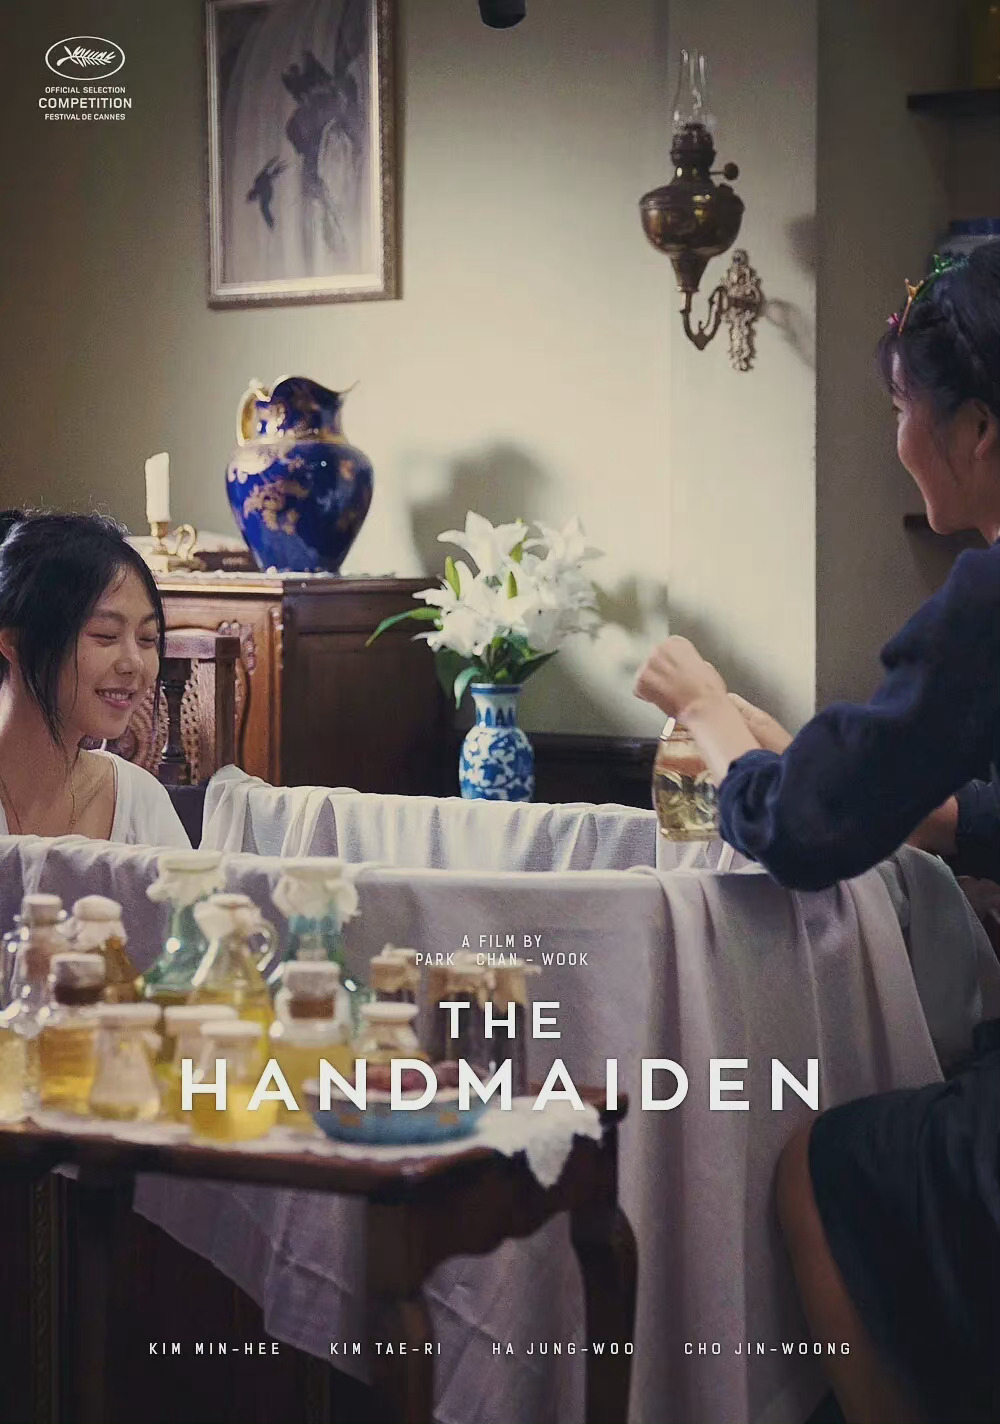 OFFICIAL SELECTION
COMPETITION
FESTIVAL DE CANNES
A FILM BY
PARK CHAN - WOOK
THE
HANDMAIDEN
KIM MIN-HEE KIM TAE-RI HA JUNG-WOO CHO JIN-WOONG